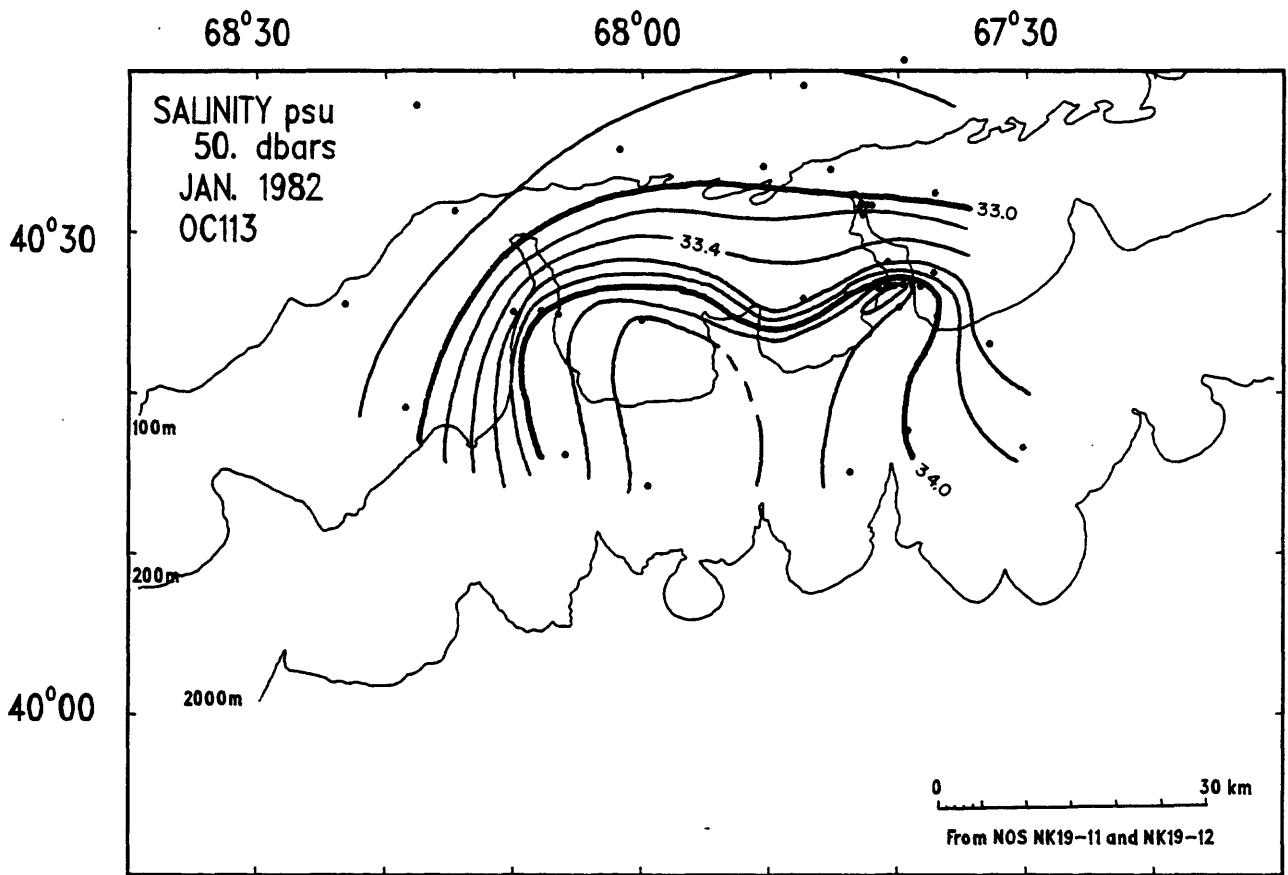 68°30 68°00 67°30
SALINITY psu
50. dbars
JAN. 1982
OC113
33.0
40°30
33.4
100m
34.0
200m
2000m
40°00
0 30 km
From NOS NK19-11 and NK19-12